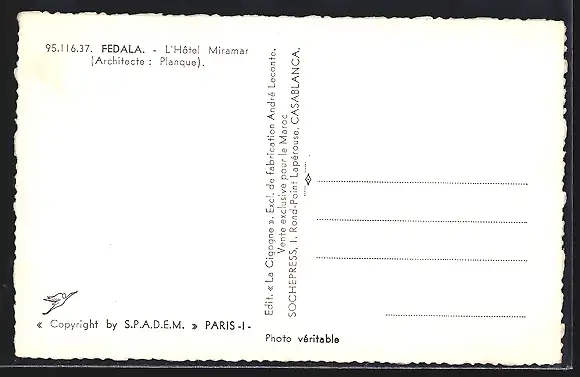 95.116.37. FEDALA. - L'Hôtel Miramar
(Architecte : Planque).
Edit. « La Cigogne ». Excl. de fabrication André Leconte.
Vente exclusive pour le Maroc
SOCHEPRESS, 1, Rond-Point Lapérouse, CASABLANCA.
« Copyright by S.P.A.D.E.M. » PARIS -I-
Photo véritable